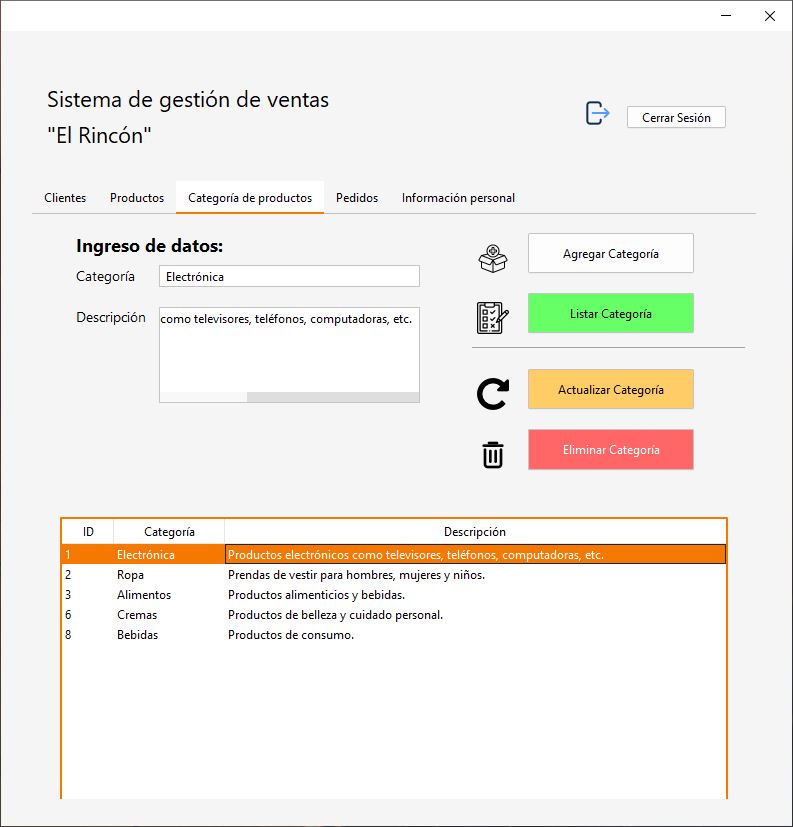 Sistema de gestión de ventas
"El Rincón"
Cerrar Sesión
Clientes Productos Categoría de productos Pedidos Información personal
Ingreso de datos:
Categoría Electrónica
Descripción como televisores, teléfonos, computadoras, etc.
Agregar Categoría
Listar Categoría
Actualizar Categoría
Eliminar Categoría
ID Categoría Descripción
1 Electrónica Productos electrónicos como televisores, teléfonos, computadoras, etc.
2 Ropa Prendas de vestir para hombres, mujeres y niños.
3 Alimentos Productos alimenticios y bebidas.
6 Cremas Productos de belleza y cuidado personal.
8 Bebidas Productos de consumo.